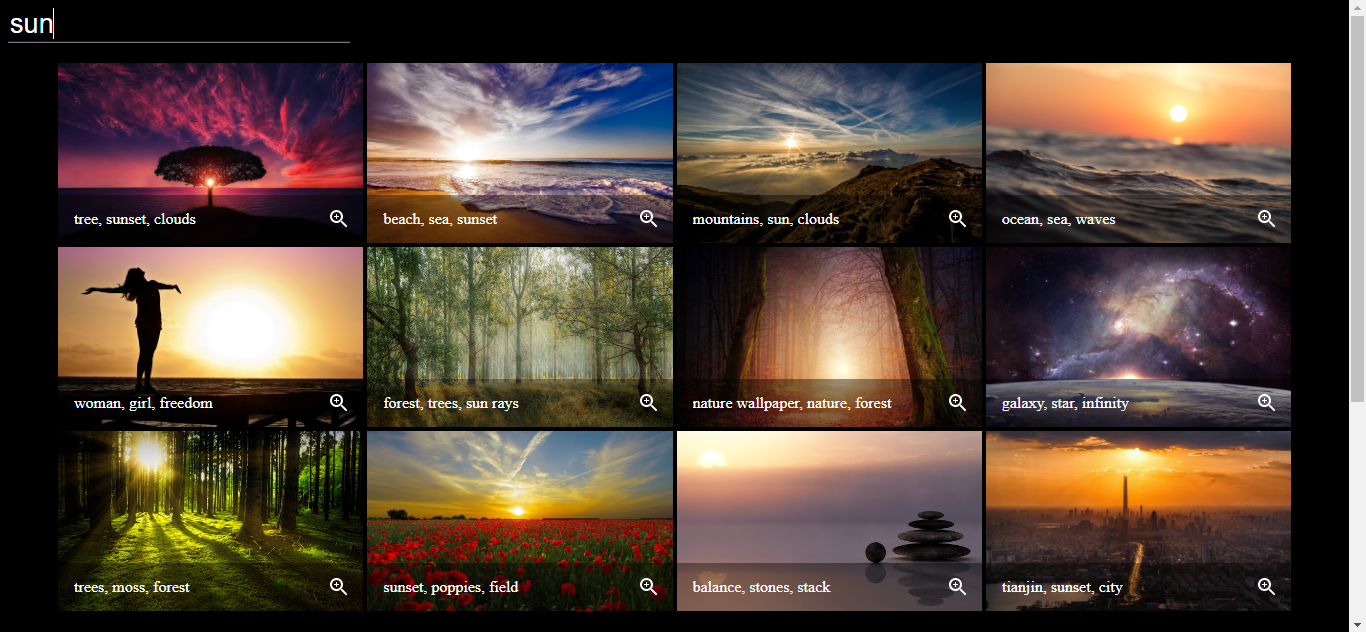 sun
tree, sunset, clouds
beach, sea, sunset
mountains, sun, clouds
ocean, sea, waves
woman, girl, freedom
forest, trees, sun rays
nature wallpaper, nature, forest
galaxy, star, infinity
trees, moss, forest
sunset, poppies, field
balance, stones, stack
tianjin, sunset, city